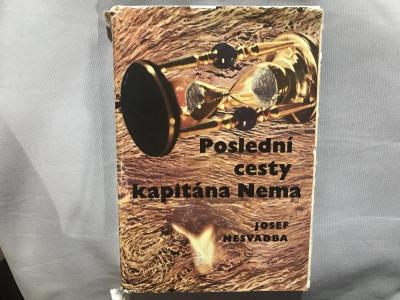 Poslední
cesty
kapitána Nema
JOSEF
NESVADBA